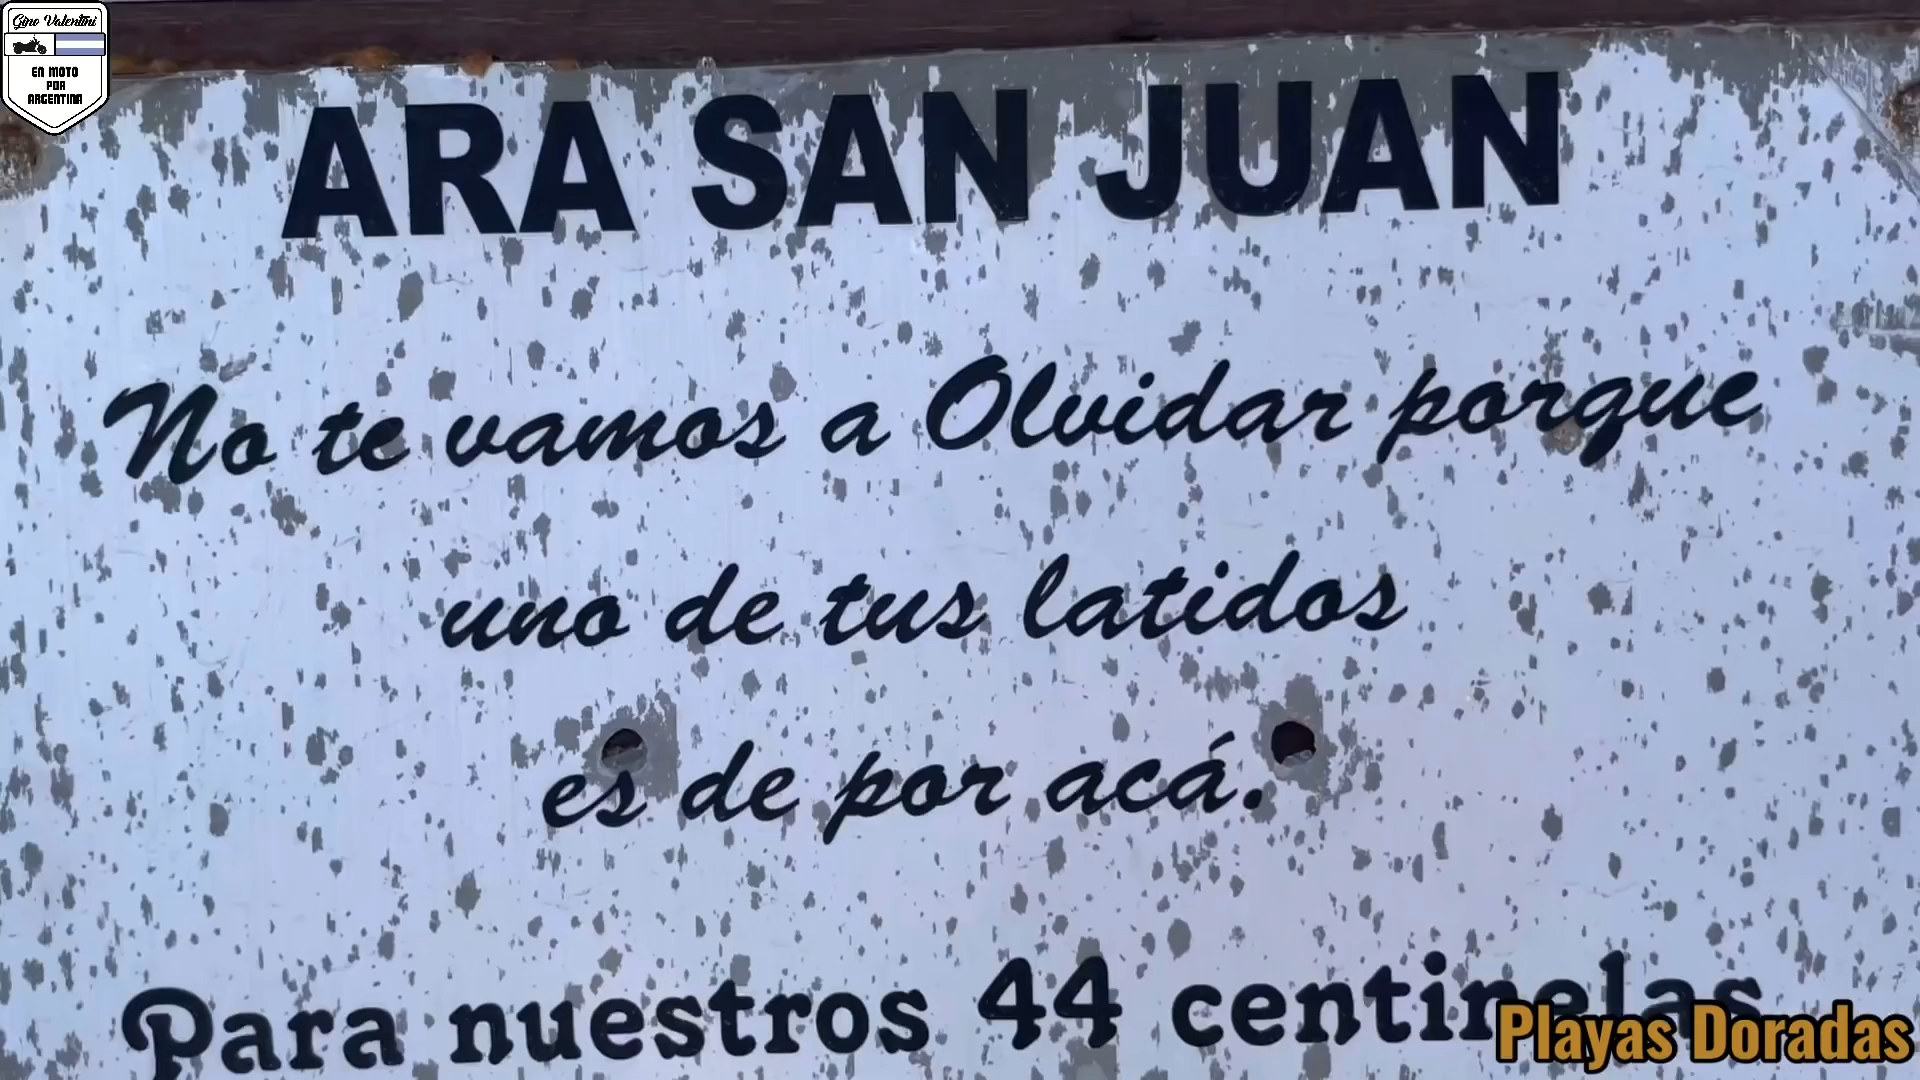 Gino Valentini
EN MOTO
POR
ARGENTINA
ARA SAN JUAN
No te vamos a Olvidar porque
uno de tus latidos
es de por acá.
Para nuestros 44 centinelas
Playas Doradas